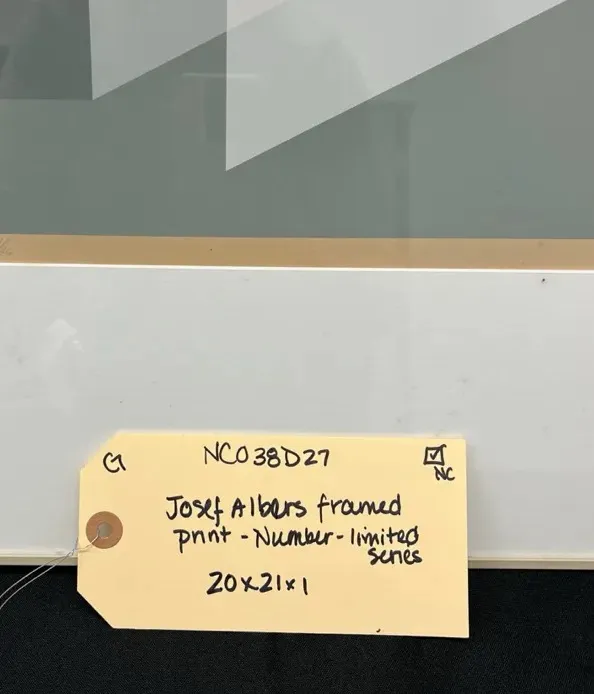 NC038D27
NC
Josef Albers framed
print - Number - limited
series
20x21x1